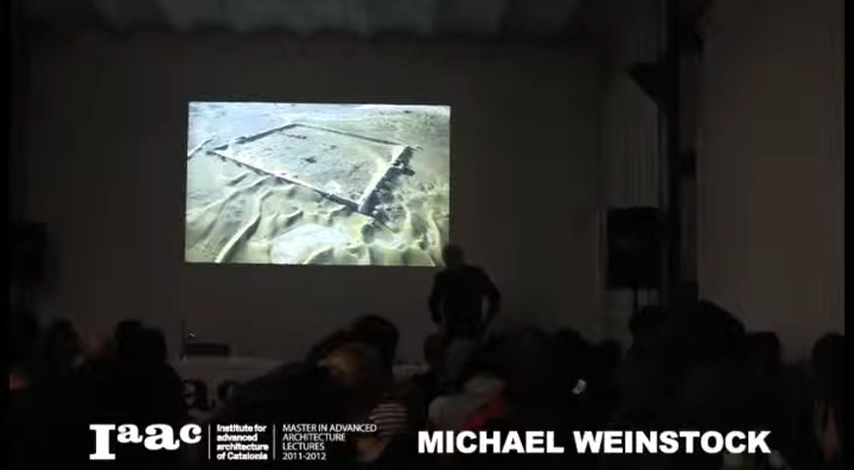 Iaac
Institute for
advanced
architecture
of Catalonia
MASTER IN ADVANCED
ARCHITECTURE
LECTURES
2011-2012
MICHAEL WEINSTOCK